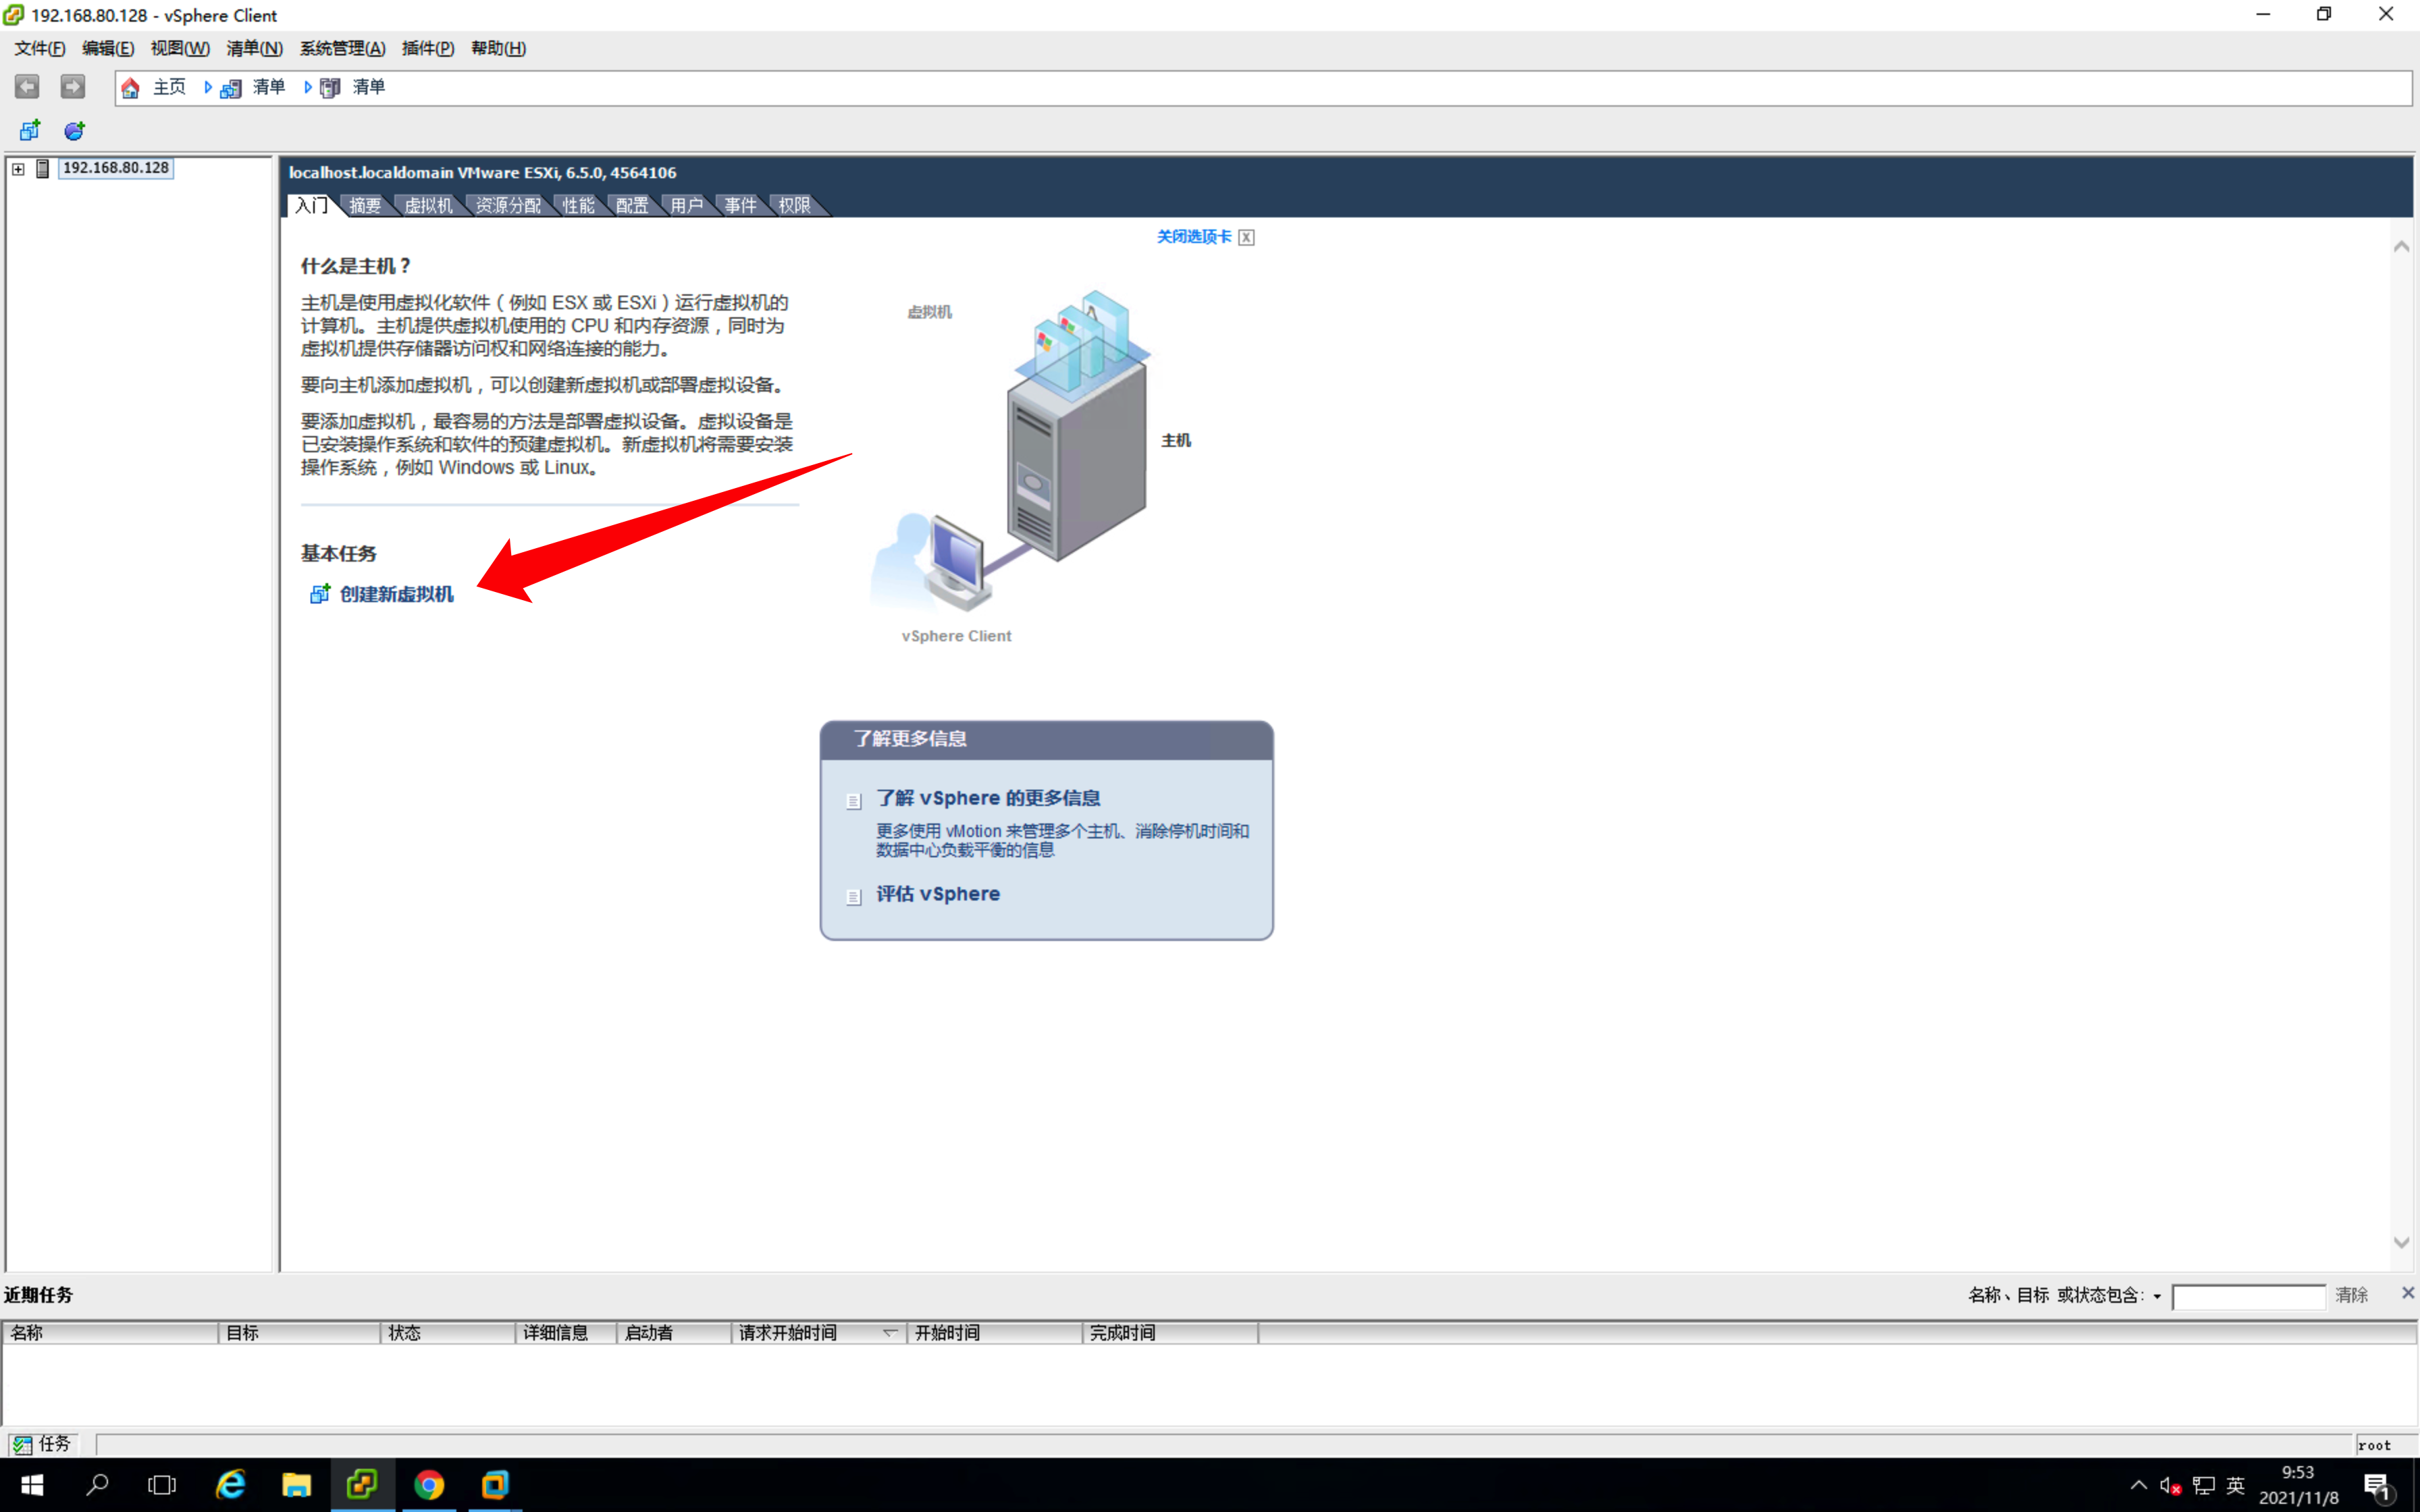 192.168.80.128 - vSphere Client
文件(F) 编辑(E) 视图(W) 清单(N) 系统管理(A) 插件(P) 帮助(H)
主页 清单 清单
192.168.80.128
localhost.localdomain VMware ESXi, 6.5.0, 4564106
入门 摘要 虚拟机 资源分配 性能 配置 用户 事件 权限
关闭选项卡
什么是主机？
主机是使用虚拟化软件（例如 ESX 或 ESXi）运行虚拟机的
计算机。主机提供虚拟机使用的 CPU 和内存资源，同时为
虚拟机提供存储器访问权和网络连接的能力。
要向主机添加虚拟机，可以创建新虚拟机或部署虚拟设备。
要添加虚拟机，最容易的方法是部署虚拟设备。虚拟设备是
已安装操作系统和软件的预建虚拟机。新虚拟机将需要安装
操作系统，例如 Windows 或 Linux。
基本任务
创建新虚拟机
虚拟机
主机
vSphere Client
了解更多信息
了解 vSphere 的更多信息
更多使用 vMotion 来管理多个主机、消除停机时间和
数据中心负载平衡的信息
评估 vSphere
近期任务
名称、目标 或状态包含: 清除
名称 目标 状态 详细信息 启动者 请求开始时间 开始时间 完成时间
任务
root
英
9:53
2021/11/8
1